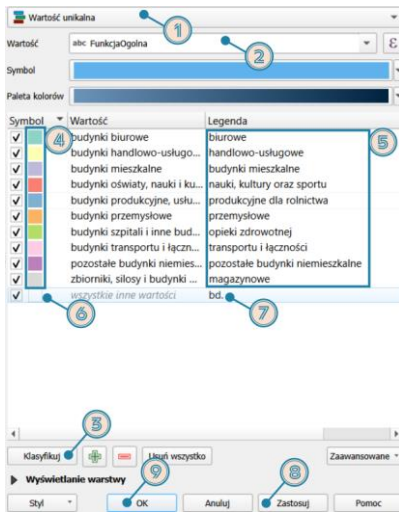 Wartość unikalna
1
Wartość abc FunkcjaOgolna ε
2
Symbol
Paleta kolorów
Symbol Wartość Legenda
4 5
budynki biurowe biurowe
budynki handlowo-usługo... handlowo-usługowe
budynki mieszkalne budynki mieszkalne
budynki oświaty, nauki i ku... nauki, kultury oraz sportu
budynki produkcyjne, usłu... produkcyjne dla rolnictwa
budynki przemysłowe przemysłowe
budynki szpitali i inne bud... opieki zdrowotnej
budynki transportu i łączn... transportu i łączności
pozostałe budynki niemies... pozostałe budynki niemieszkalne
zbiorniki, silosy i budynki ... magazynowe
wszystkie inne wartości bd.
6 7
3
Klasyfikuj Usuń wszystko Zaawansowane
9 8
Wyświetlanie warstwy
Styl OK Anuluj Zastosuj Pomoc